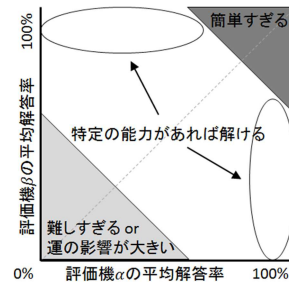 100%
簡単すぎる
評価機βの平均解答率
特定の能力があれば解ける
難しすぎる or
運の影響が大きい
0%
評価機αの平均解答率
100%